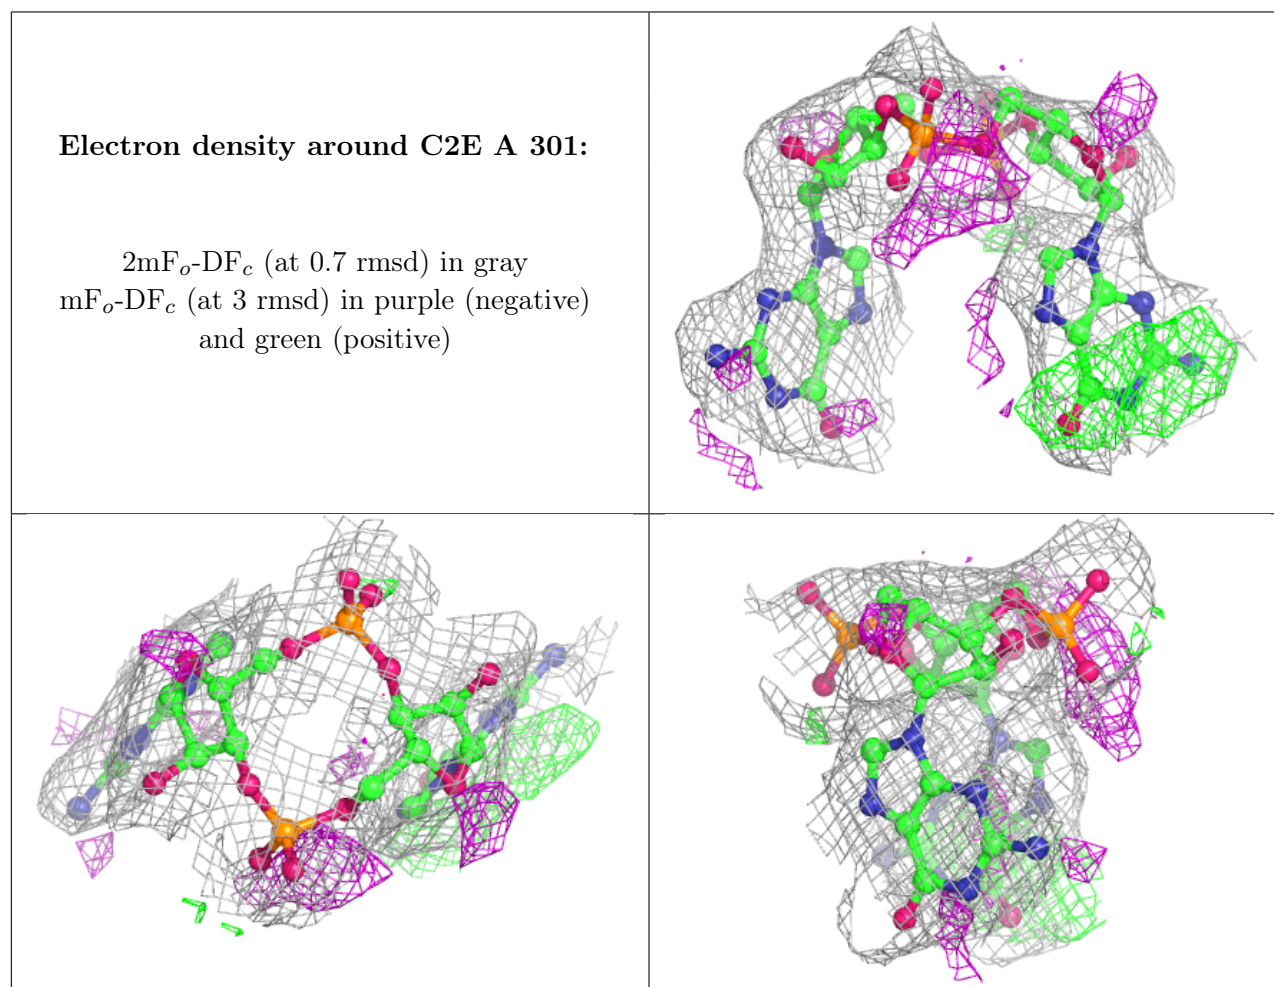 Electron density around C2E A 301:
2mFo-DFc (at 0.7 rmsd) in gray
mFo-DFc (at 3 rmsd) in purple (negative)
and green (positive)